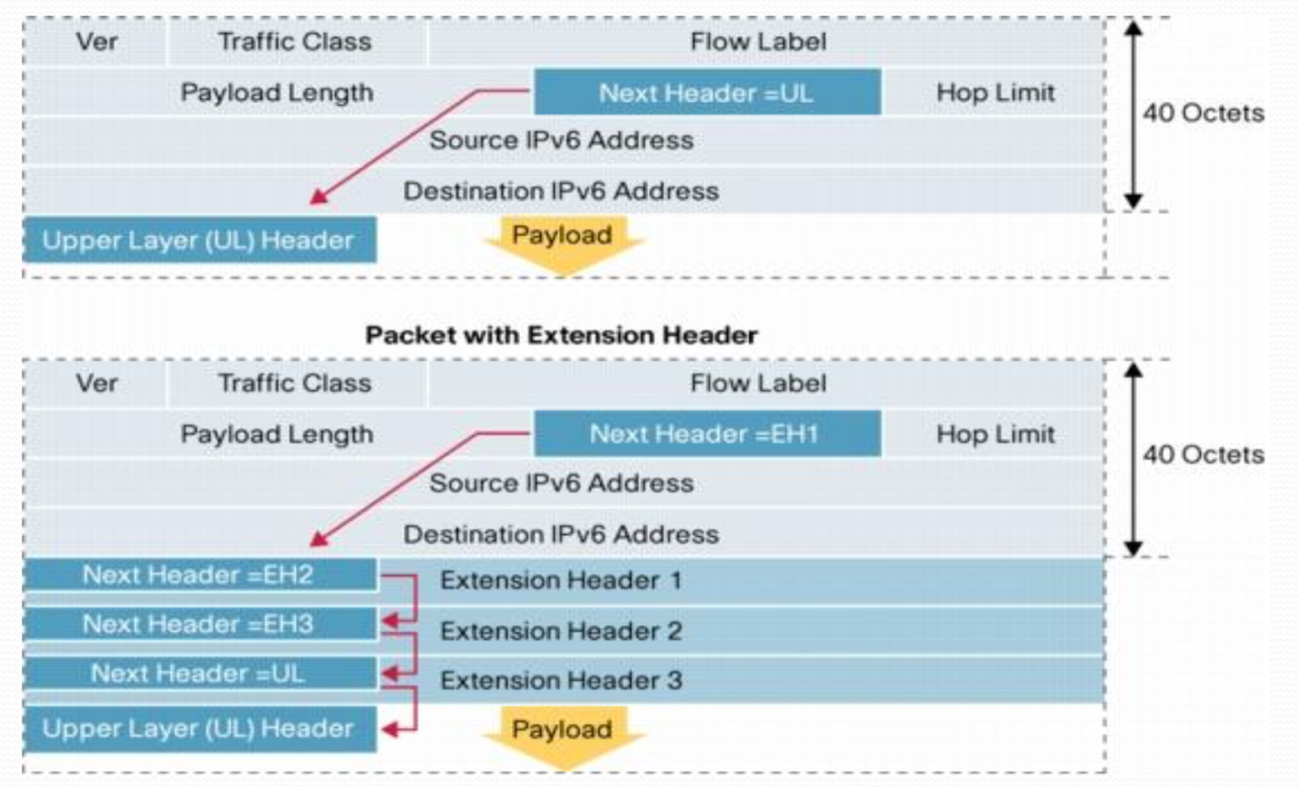 Ver Traffic Class Flow Label
Payload Length Next Header =UL Hop Limit
40 Octets
Source IPv6 Address
Destination IPv6 Address
Upper Layer (UL) Header Payload
Packet with Extension Header
Ver Traffic Class Flow Label
Payload Length Next Header =EH1 Hop Limit
40 Octets
Source IPv6 Address
Destination IPv6 Address
Next Header =EH2 Extension Header 1
Next Header =EH3 Extension Header 2
Next Header =UL Extension Header 3
Upper Layer (UL) Header Payload